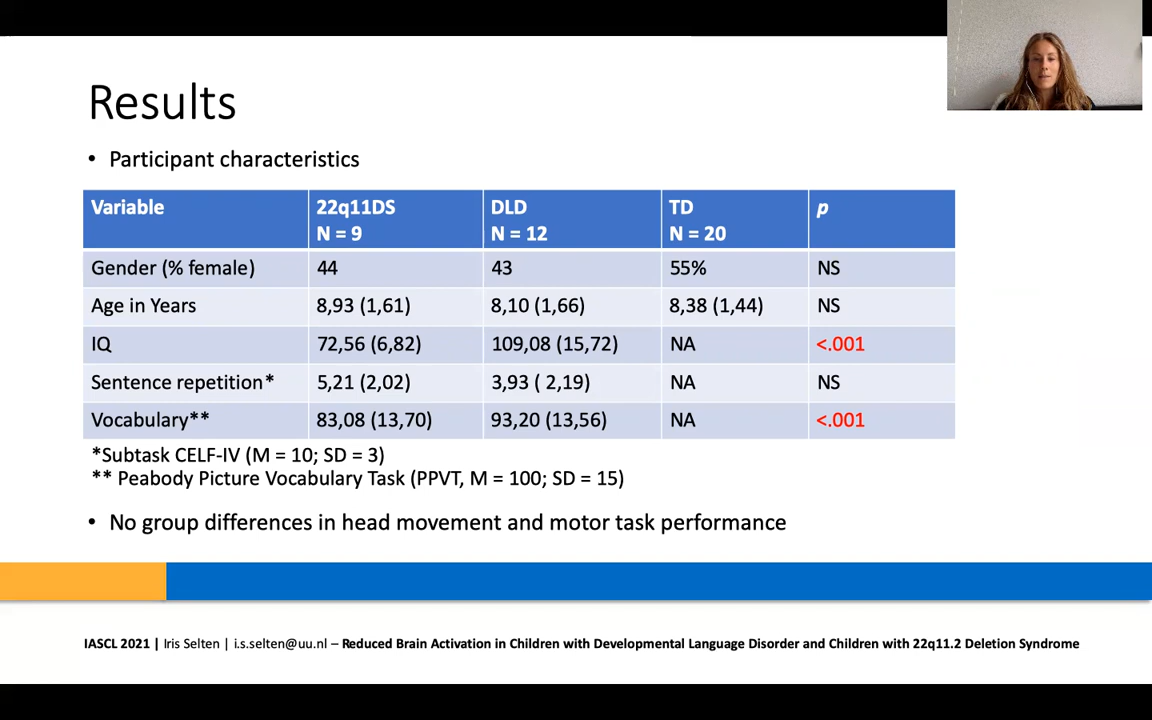 Results
• Participant characteristics
Variable 22q11DS N = 9 DLD N = 12 TD N = 20 p
Gender (% female) 44 43 55% NS
Age in Years 8,93 (1,61) 8,10 (1,66) 8,38 (1,44) NS
IQ 72,56 (6,82) 109,08 (15,72) NA <.001
Sentence repetition* 5,21 (2,02) 3,93 ( 2,19) NA NS
Vocabulary** 83,08 (13,70) 93,20 (13,56) NA <.001
*Subtask CELF-IV (M = 10; SD = 3)
** Peabody Picture Vocabulary Task (PPVT, M = 100; SD = 15)
• No group differences in head movement and motor task performance
IASCL 2021 | Iris Selten | i.s.selten@uu.nl – Reduced Brain Activation in Children with Developmental Language Disorder and Children with 22q11.2 Deletion Syndrome